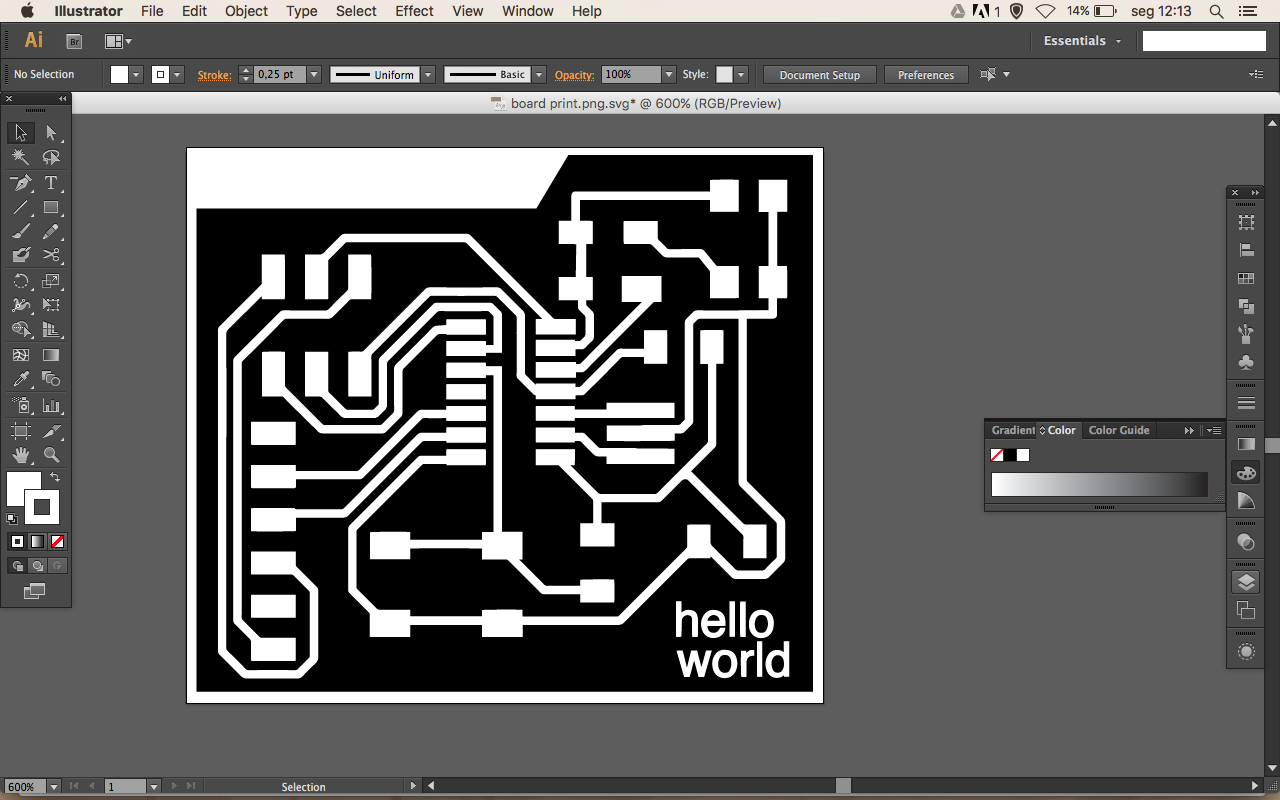 Illustrator File Edit Object Type Select Effect View Window Help 1 14% seg 12:13
Ai Br Essentials
No Selection Stroke: 0,25 pt Uniform Basic Opacity: 100% Style: Document Setup Preferences
board print.png.svg* @ 600% (RGB/Preview)
Gradient Color Color Guide
hello
world
600% 1 Selection